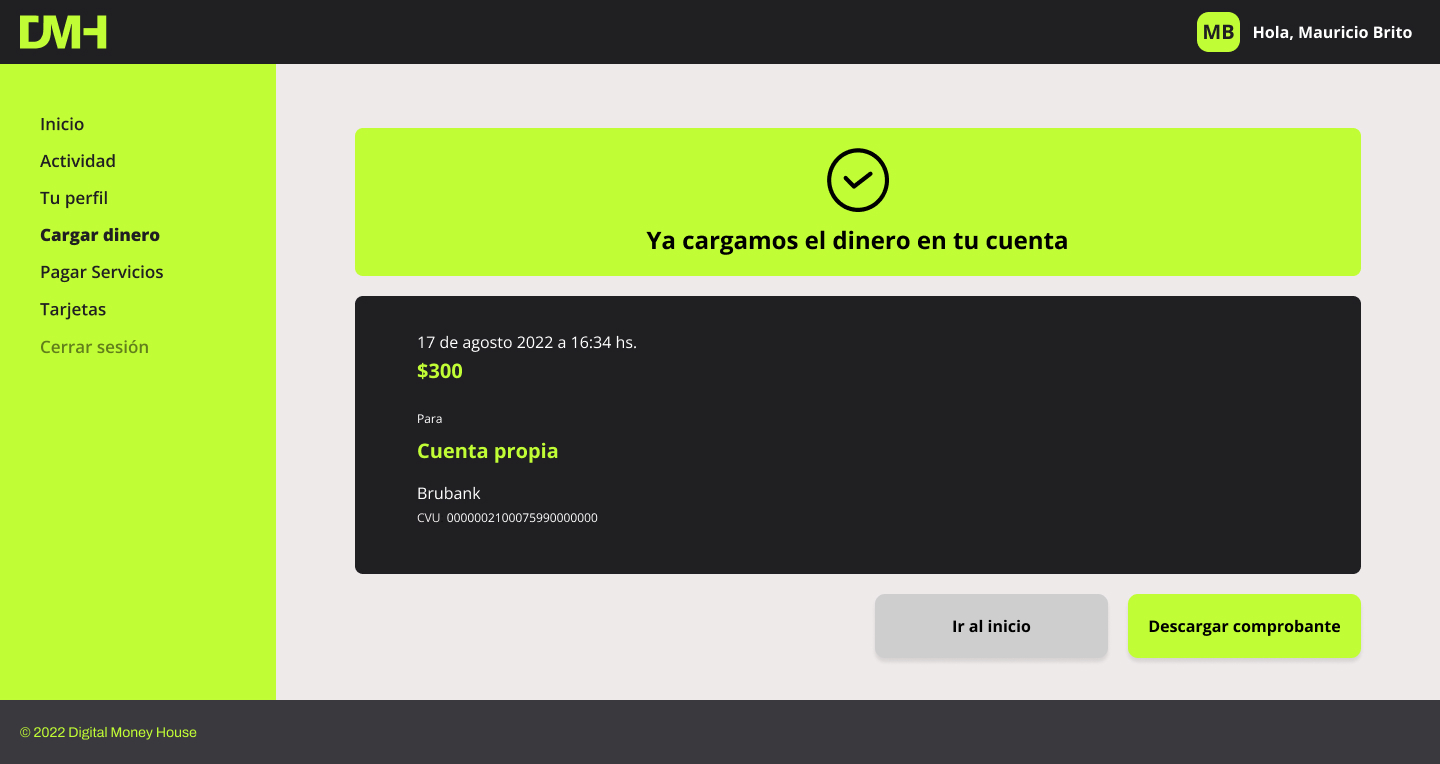 DMH
MB Hola, Mauricio Brito
Inicio
Actividad
Tu perfil
Cargar dinero
Pagar Servicios
Tarjetas
Cerrar sesión
Ya cargamos el dinero en tu cuenta
17 de agosto 2022 a 16:34 hs.
$300
Para
Cuenta propia
Brubank
CVU 0000002100075990000000
Ir al inicio
Descargar comprobante
© 2022 Digital Money House